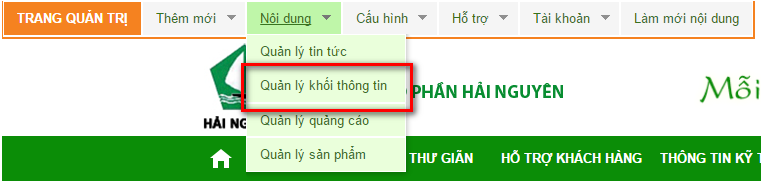 TRANG QUẢN TRỊ Thêm mới Nội dung Cấu hình Hỗ trợ Tài khoản Làm mới nội dung
Quản lý tin tức
Quản lý khối thông tin
PHẦN HẢI NGUYÊN Mỗi
Quản lý quảng cáo
HẢI NG
Quản lý sản phẩm
THƯ GIÃN HỖ TRỢ KHÁCH HÀNG THÔNG TIN KỸ T